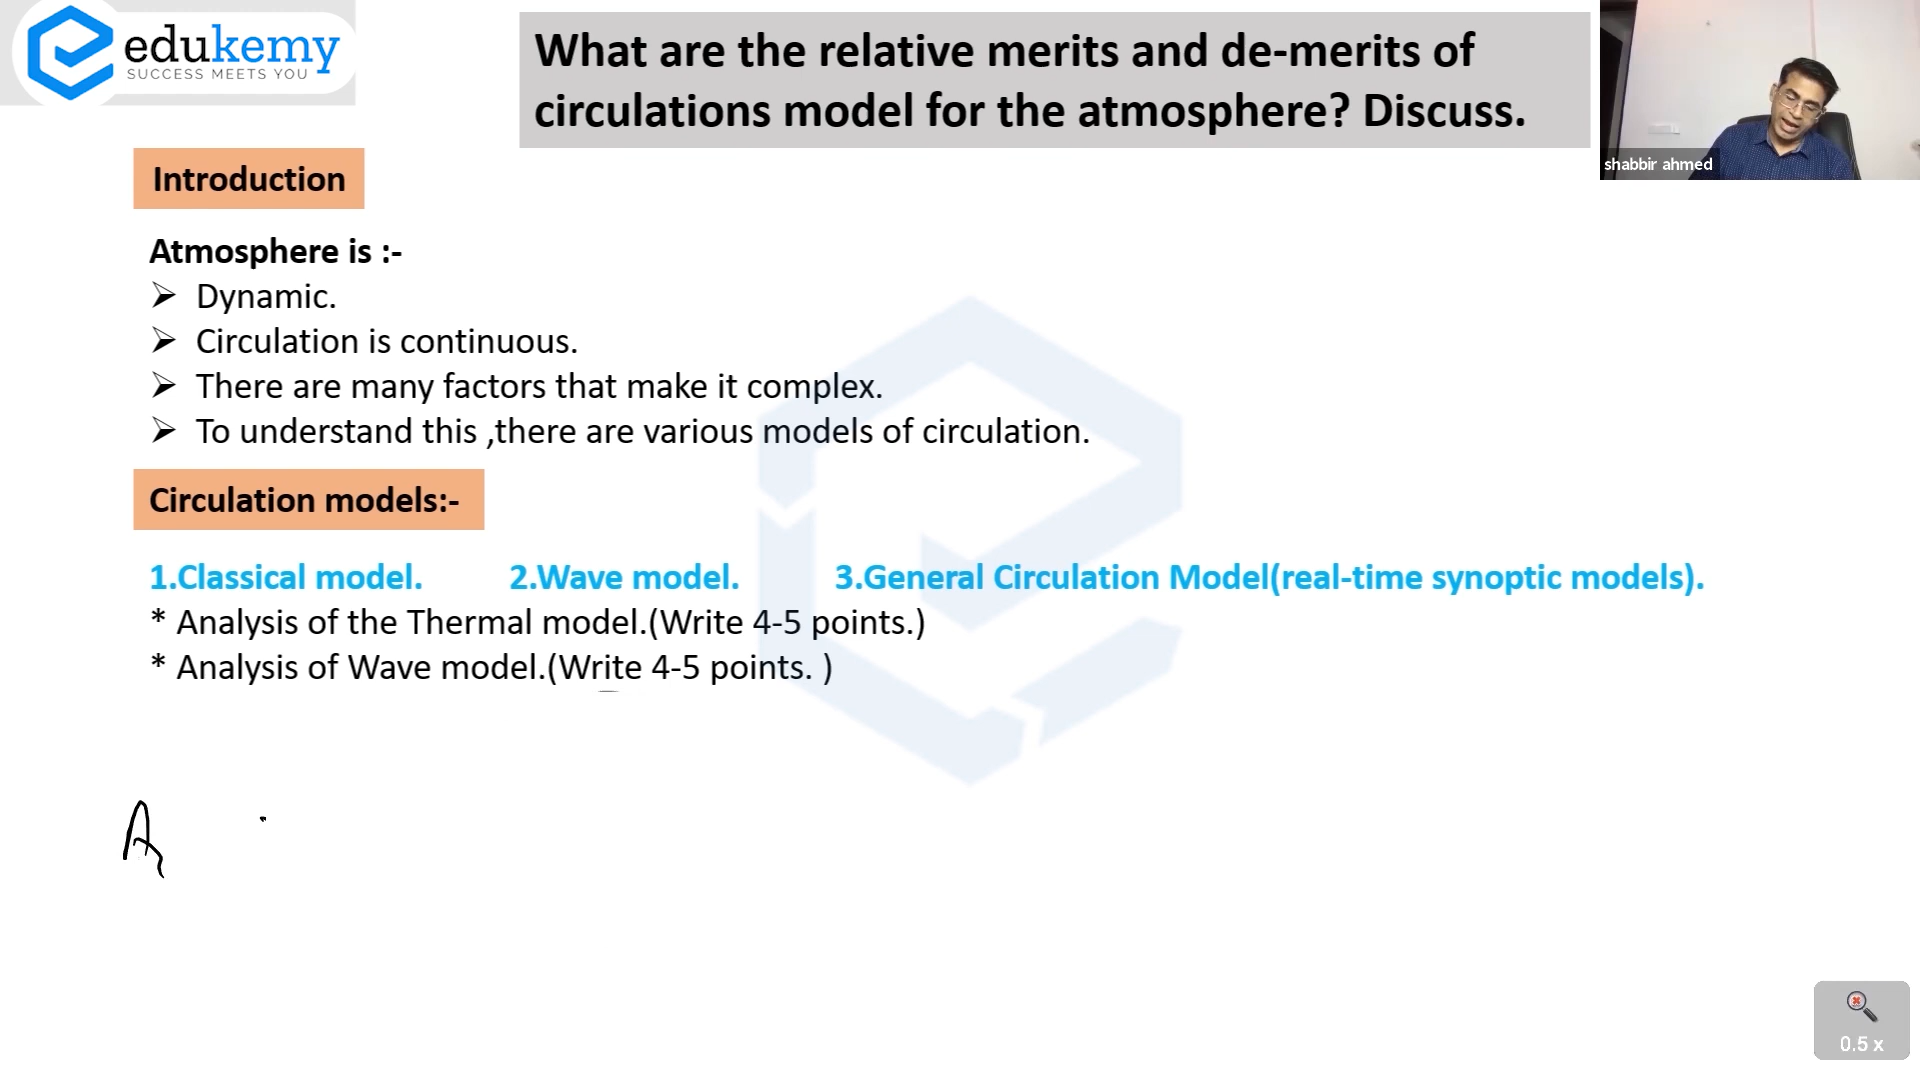 edukemy
SUCCESS MEETS YOU
What are the relative merits and de-merits of
circulations model for the atmosphere? Discuss.
shabbir ahmed
Introduction
Atmosphere is :-
➢ Dynamic.
➢ Circulation is continuous.
➢ There are many factors that make it complex.
➢ To understand this ,there are various models of circulation.
Circulation models:-
1.Classical model. 2.Wave model. 3.General Circulation Model(real-time synoptic models).
* Analysis of the Thermal model.(Write 4-5 points.)
* Analysis of Wave model.(Write 4-5 points. )
A
0.5 x